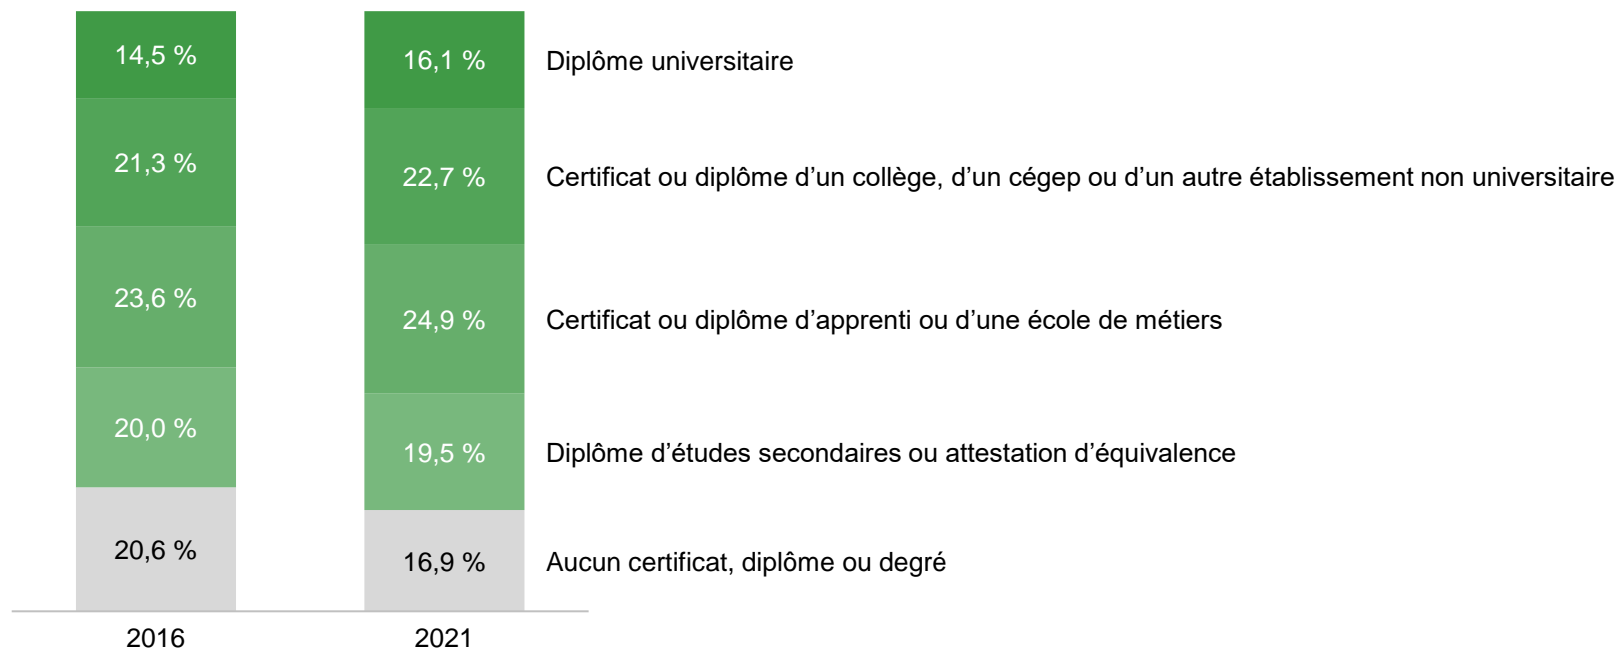 14,5 % 16,1 % Diplôme universitaire
21,3 % 22,7 % Certificat ou diplôme d’un collège, d’un cégep ou d’un autre établissement non universitaire
23,6 % 24,9 % Certificat ou diplôme d’apprenti ou d’une école de métiers
20,0 % 19,5 % Diplôme d’études secondaires ou attestation d’équivalence
20,6 % 16,9 % Aucun certificat, diplôme ou degré
2016 2021